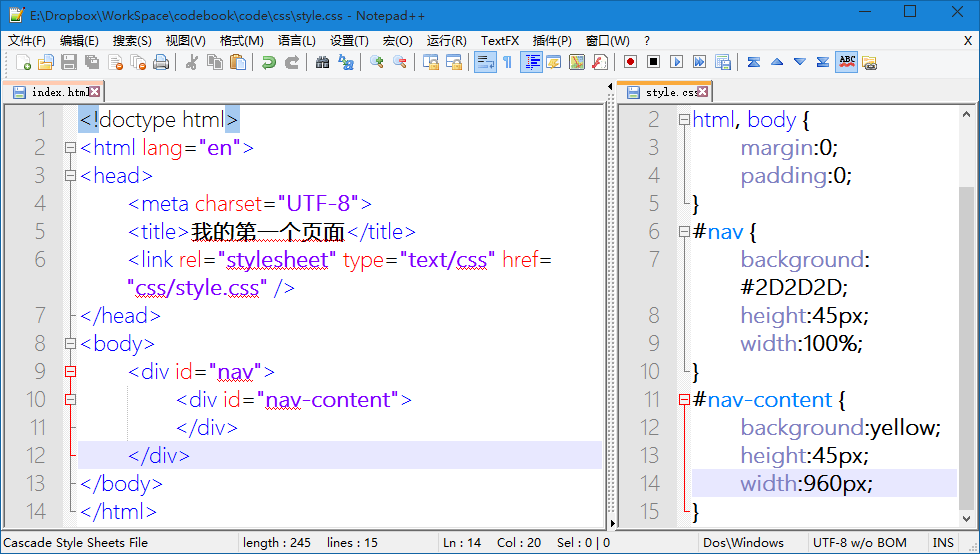 E:\Dropbox\WorkSpace\codebook\code\css\style.css - Notepad++
文件(F) 编辑(E) 搜索(S) 视图(V) 格式(M) 语言(L) 设置(T) 宏(O) 运行(R) TextFX 插件(P) 窗口(W) ? X
index.html
1 <!doctype html>
2 <html lang="en">
3 <head>
4 <meta charset="UTF-8">
5 <title>我的第一个页面</title>
6 <link rel="stylesheet" type="text/css" href=
"css/style.css" />
7 </head>
8 <body>
9 <div id="nav">
10 <div id="nav-content">
11 </div>
12 </div>
13 </body>
14 </html>
style.css
2 html, body {
3 margin:0;
4 padding:0;
5 }
6 #nav {
7 background:
#2D2D2D;
8 height:45px;
9 width:100%;
10 }
11 #nav-content {
12 background:yellow;
13 height:45px;
14 width:960px;
15 }
Cascade Style Sheets File length : 245 lines : 15 Ln : 14 Col : 20 Sel : 0 | 0 Dos\Windows UTF-8 w/o BOM INS